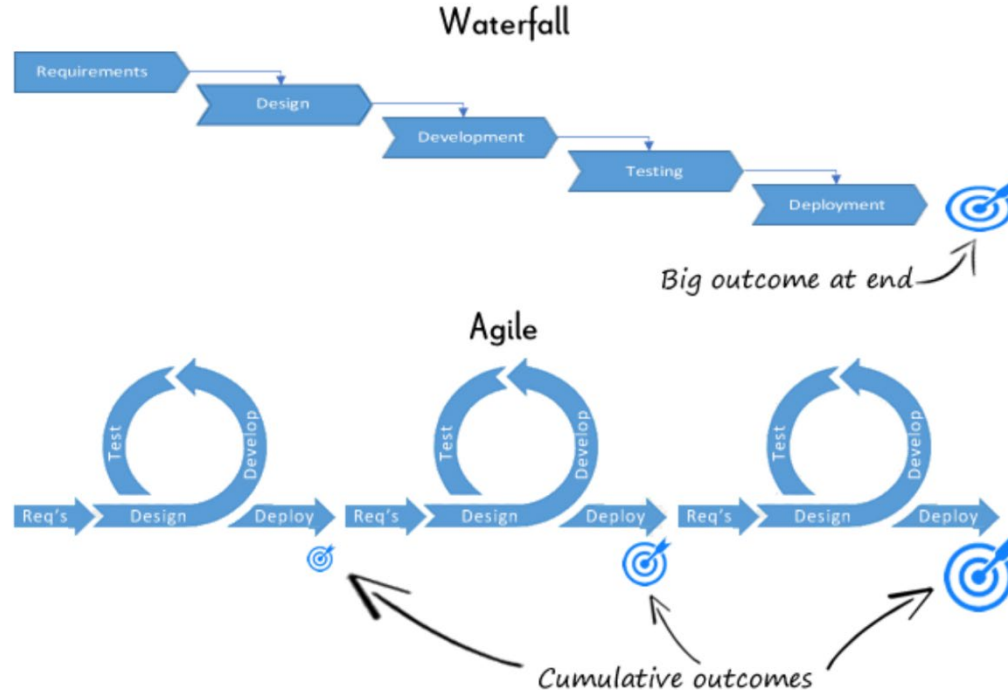 Waterfall
Requirements
Design
Development
Testing
Deployment
Big outcome at end
Agile
Test
Develop
Req's
Design
Deploy
Test
Develop
Req's
Design
Deploy
Test
Develop
Req's
Design
Deploy
Cumulative outcomes